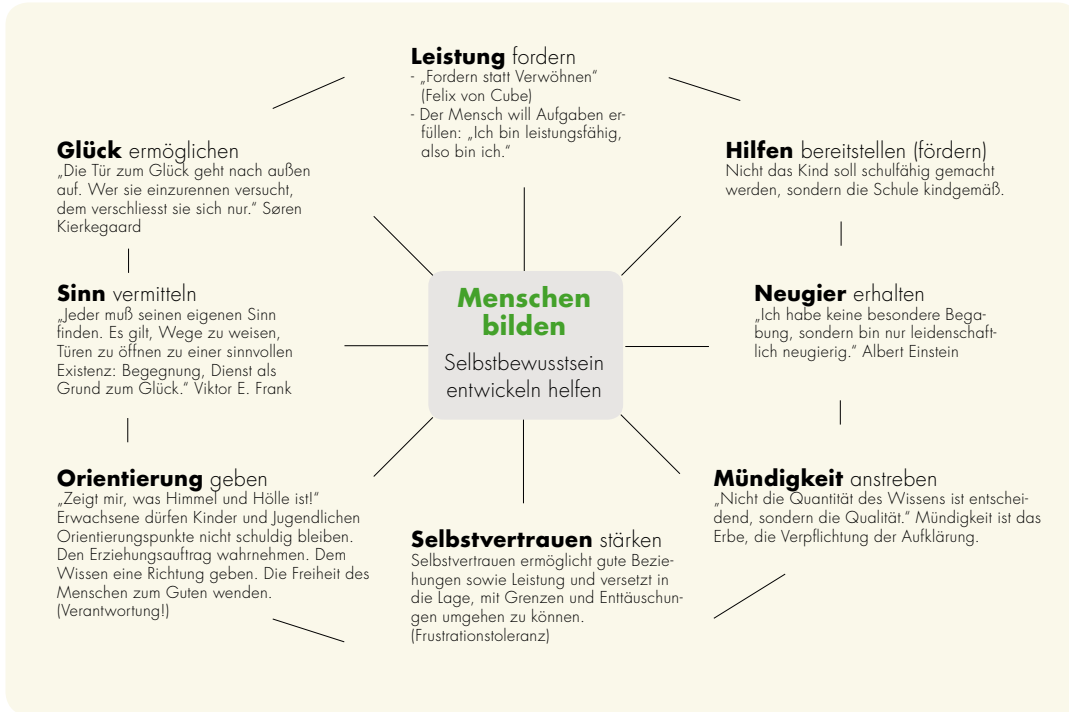 Leistung fordern
- „Fordern statt Verwöhnen“
(Felix von Cube)
- Der Mensch will Aufgaben er-
füllen: „Ich bin leistungsfähig,
also bin ich.“
Glück ermöglichen
„Die Tür zum Glück geht nach außen
auf. Wer sie einzurennen versucht,
dem verschliesst sie sich nur.“ Søren
Kierkegaard
Hilfen bereitstellen (fördern)
Nicht das Kind soll schulfähig gemacht
werden, sondern die Schule kindgemäß.
Sinn vermitteln
„Jeder muß seinen eigenen Sinn
finden. Es gilt, Wege zu weisen,
Türen zu öffnen zu einer sinnvollen
Existenz: Begegnung, Dienst als
Grund zum Glück.“ Viktor E. Frank
Menschen
bilden
Selbstbewusstsein
entwickeln helfen
Neugier erhalten
„Ich habe keine besondere Bega-
bung, sondern bin nur leidenschaft-
lich neugierig.“ Albert Einstein
Orientierung geben
„Zeigt mir, was Himmel und Hölle ist!“
Erwachsene dürfen Kinder und Jugendlichen
Orientierungspunkte nicht schuldig bleiben.
Den Erziehungsauftrag wahrnehmen. Dem
Wissen eine Richtung geben. Die Freiheit des
Menschen zum Guten wenden.
(Verantwortung!)
Selbstvertrauen stärken
Selbstvertrauen ermöglicht gute Bezie-
hungen sowie Leistung und versetzt in
die Lage, mit Grenzen und Enttäuschun-
gen umgehen zu können.
(Frustrationstoleranz)
Mündigkeit anstreben
„Nicht die Quantität des Wissens ist entschei-
dend, sondern die Qualität.“ Mündigkeit ist das
Erbe, die Verpflichtung der Aufklärung.